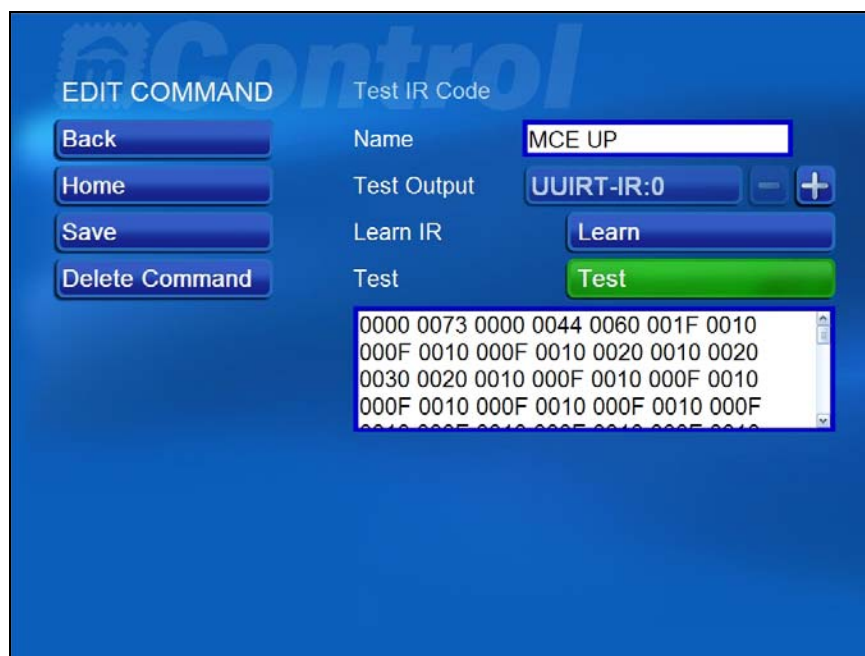 mControl
EDIT COMMAND
Back
Home
Save
Delete Command
Test IR Code
Name
MCE UP
Test Output
UUIRT-IR:0
-
+
Learn IR
Learn
Test
Test
0000 0073 0000 0044 0060 001F 0010
000F 0010 000F 0010 0020 0010 0020
0030 0020 0010 000F 0010 000F 0010
000F 0010 000F 0010 000F 0010 000F